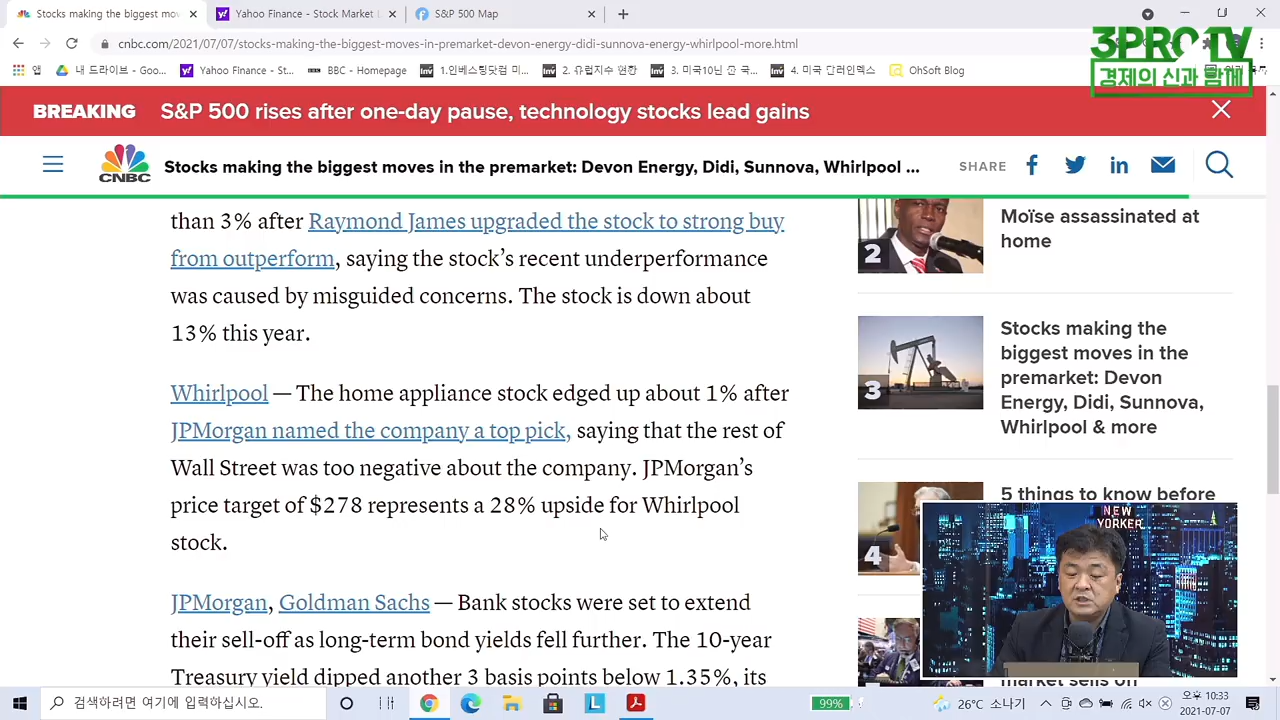 Stocks making the biggest mov
Yahoo Finance - Stock Market L
S&P 500 Map
cnbc.com/2021/07/07/stocks-making-the-biggest-moves-in-the-premarket-devon-energy-didi-sunnova-energy-whirlpool-more.html
3PROTV
경제의 신과 함께
앱
내 드라이브 - Goo...
Yahoo Finance - St...
BBC - Homepage
1.인베스팅닷컴 미...
2. 유럽지수 현황
3. 미국10년 물 국...
4. 미국 달러인덱스
OhSoft Blog
BREAKING S&P 500 rises after one-day pause, technology stocks lead gains
CNBC
Stocks making the biggest moves in the premarket: Devon Energy, Didi, Sunnova, Whirlpool ...
SHARE
than 3% after Raymond James upgraded the stock to strong buy
from outperform, saying the stock’s recent underperformance
was caused by misguided concerns. The stock is down about
13% this year.
Whirlpool — The home appliance stock edged up about 1% after
JPMorgan named the company a top pick, saying that the rest of
Wall Street was too negative about the company. JPMorgan’s
price target of $278 represents a 28% upside for Whirlpool
stock.
JPMorgan, Goldman Sachs — Bank stocks were set to extend
their sell-off as long-term bond yields fell further. The 10-year
Treasury yield dipped another 3 basis points below 1.35%, its
2
Moïse assassinated at
home
3
Stocks making the
biggest moves in the
premarket: Devon
Energy, Didi, Sunnova,
Whirlpool & more
4
5 things to know before
market sells off
NEW
YORKER
검색하려면 여기에 입력하십시오.
99%
26°C 소나기
오후 10:33
2021-07-07